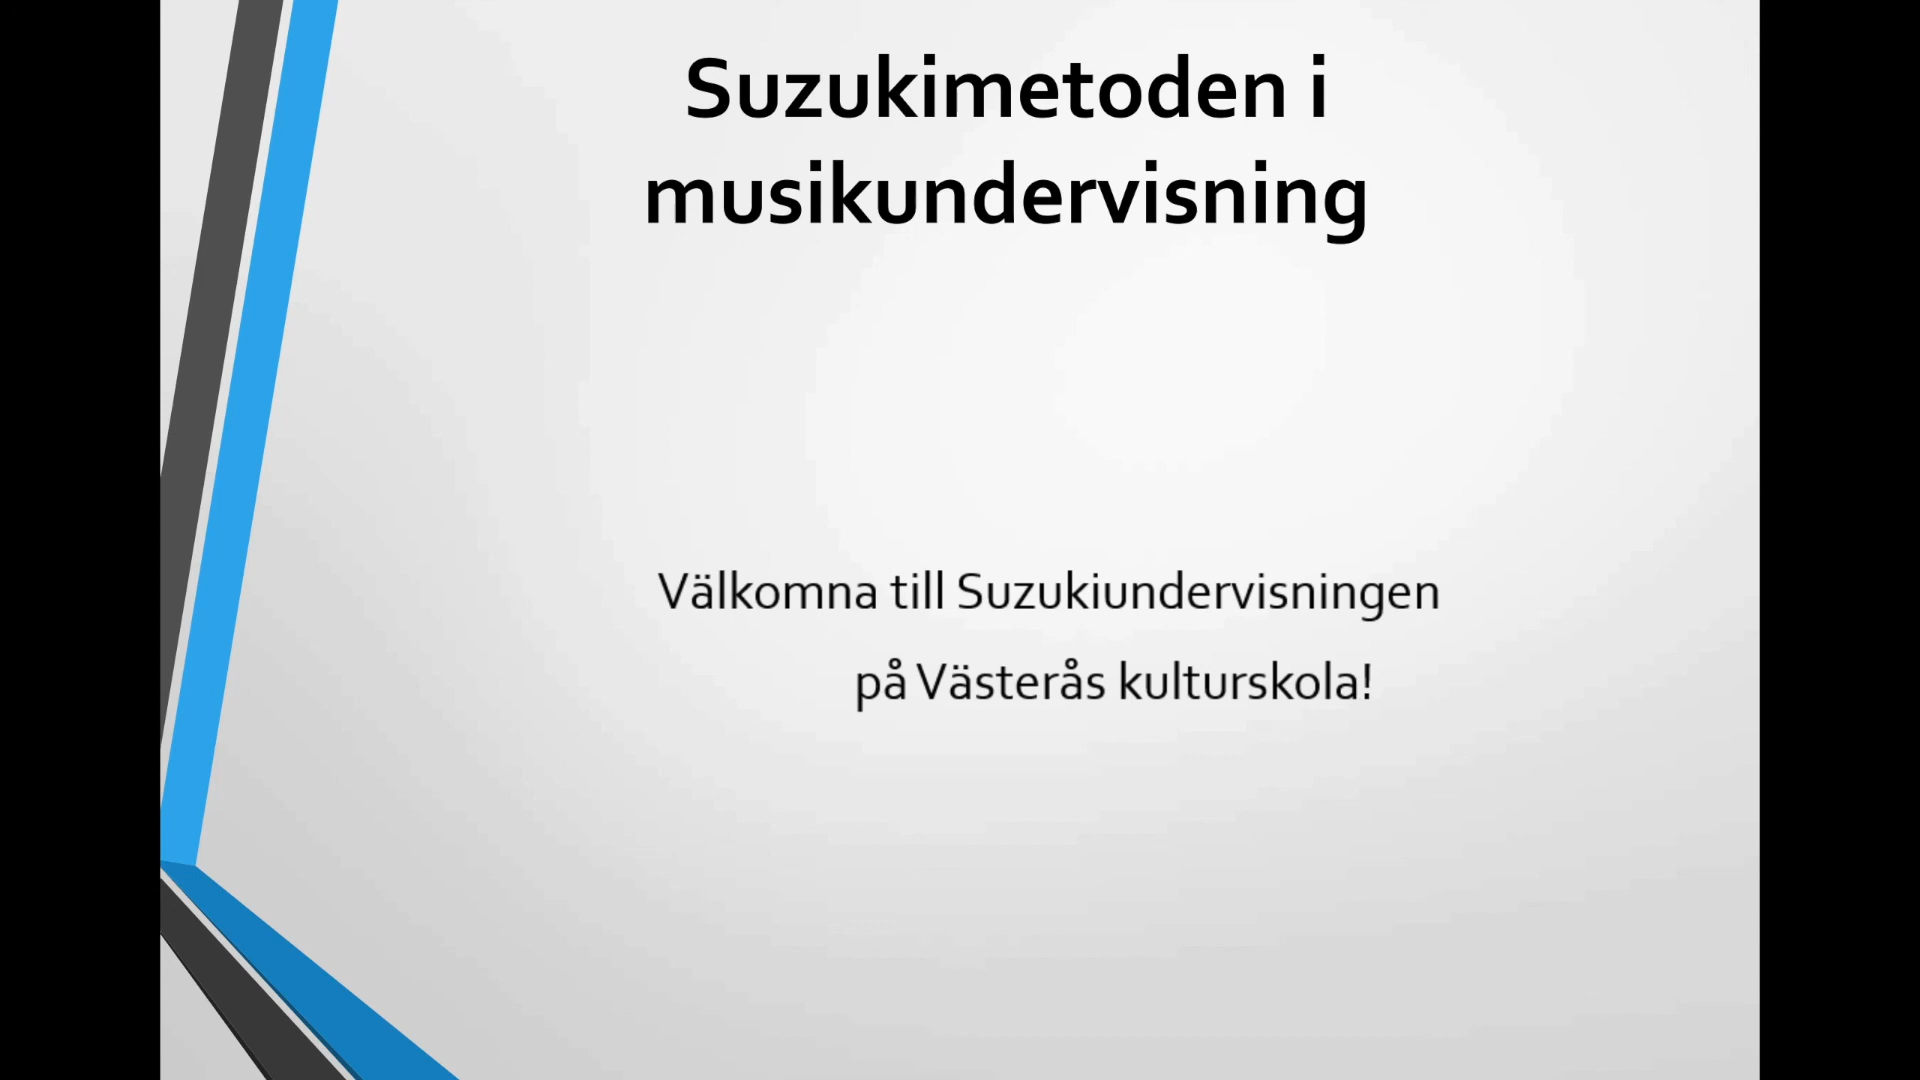 Suzukimetoden i
musikundervisning
Välkomna till Suzukiundervisningen
på Västerås kulturskola!